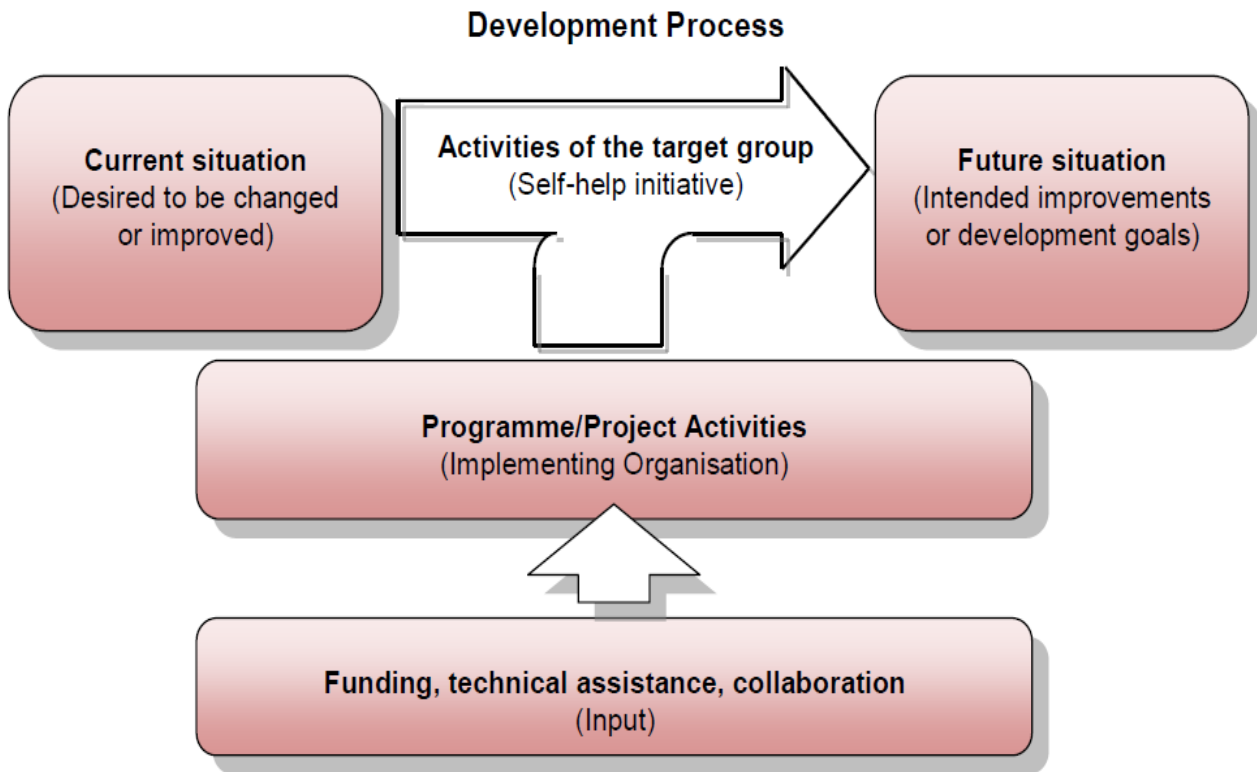 Development Process
Current situation
(Desired to be changed
or improved)
Activities of the target group
(Self-help initiative)
Future situation
(Intended improvements
or development goals)
Programme/Project Activities
(Implementing Organisation)
Funding, technical assistance, collaboration
(Input)